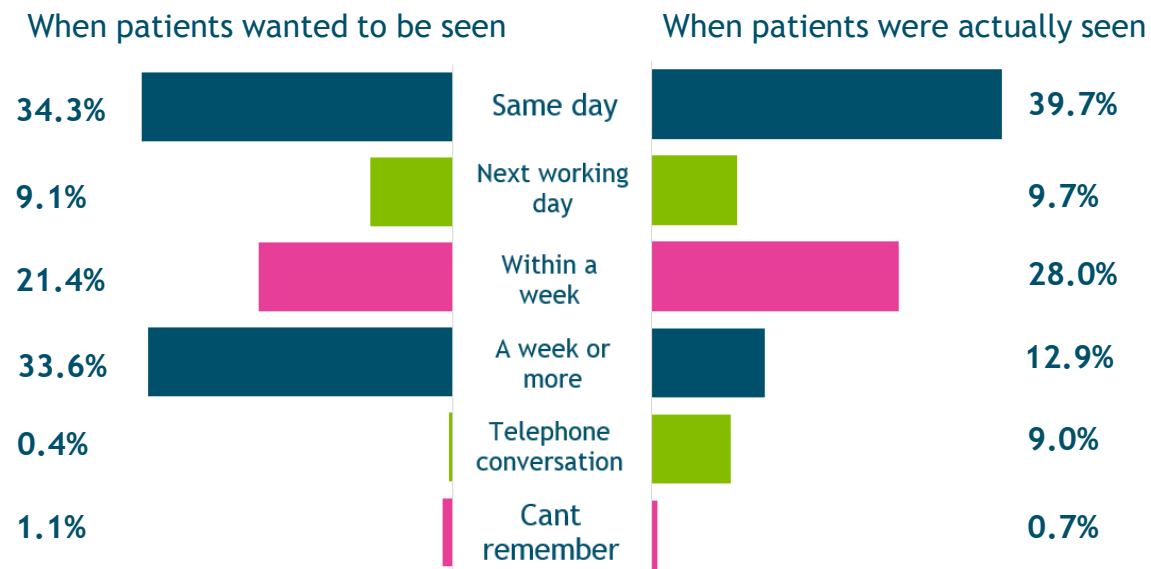 When patients wanted to be seen
When patients were actually seen
34.3%
Same day
39.7%
9.1%
Next working
day
9.7%
21.4%
Within a
week
28.0%
33.6%
A week or
more
12.9%
0.4%
Telephone
conversation
9.0%
1.1%
Cant
remember
0.7%